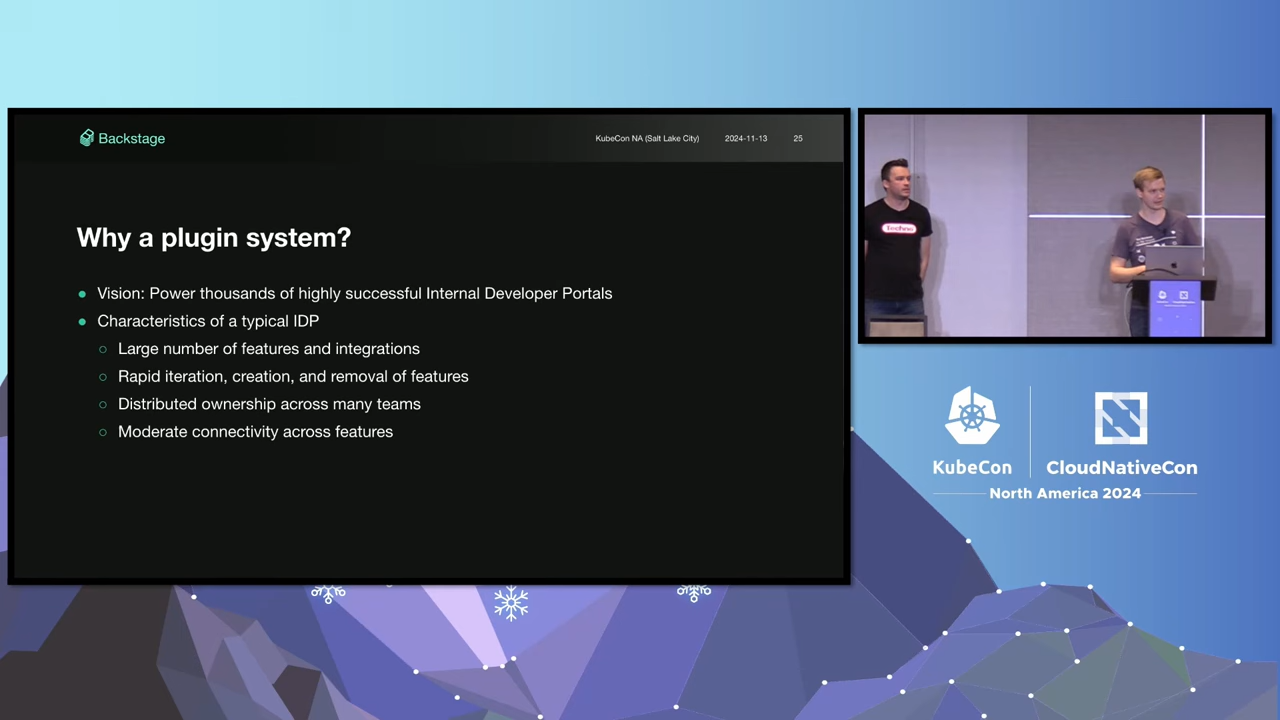 Backstage
KubeCon NA (Salt Lake City) 2024-11-13 25
Why a plugin system?
Vision: Power thousands of highly successful Internal Developer Portals
Characteristics of a typical IDP
Large number of features and integrations
Rapid iteration, creation, and removal of features
Distributed ownership across many teams
Moderate connectivity across features
Techno
KubeCon
CloudNativeCon
North America 2024